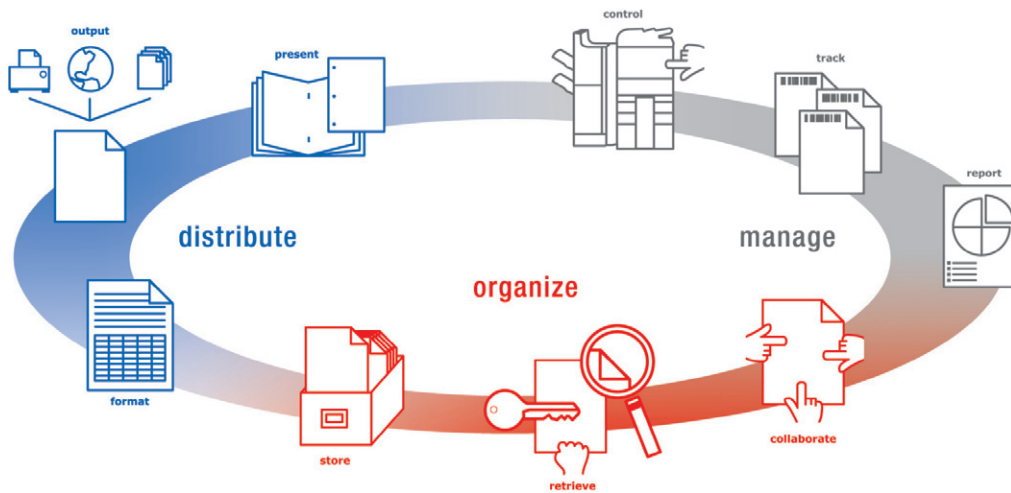 control
output
present
track
report
distribute
manage
organize
format
collaborate
store
retrieve